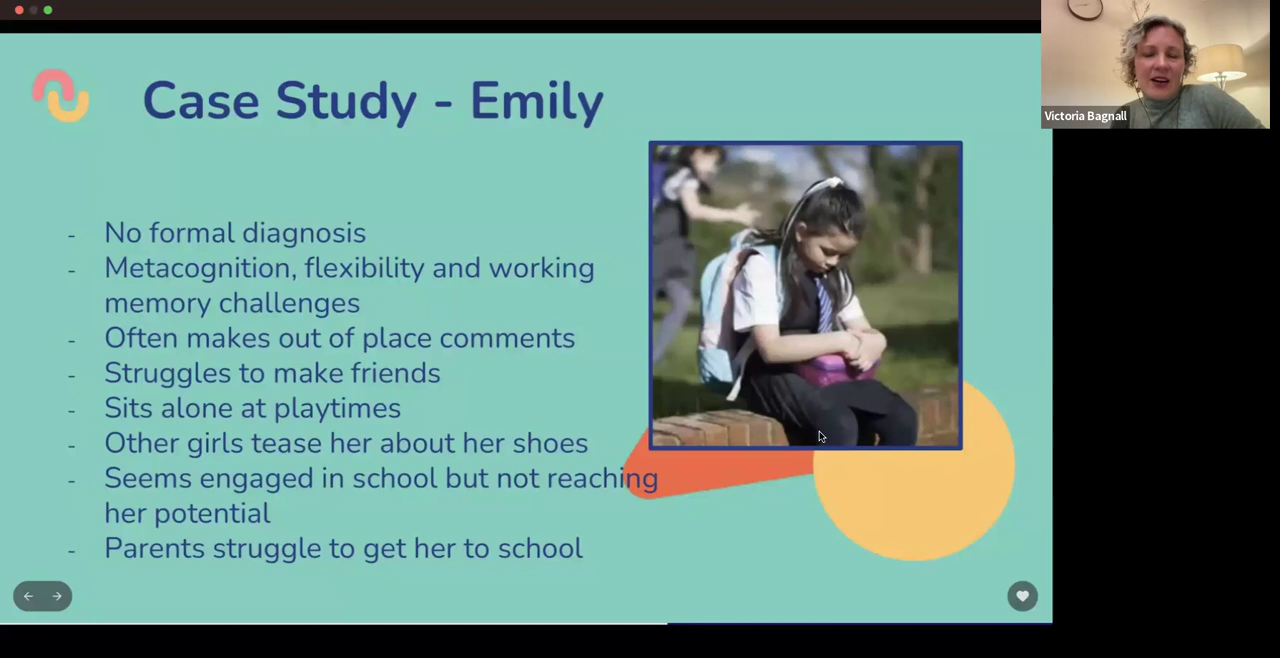 Case Study - Emily
Victoria Bagnall
- No formal diagnosis
- Metacognition, flexibility and working
memory challenges
- Often makes out of place comments
- Struggles to make friends
- Sits alone at playtimes
- Other girls tease her about her shoes
- Seems engaged in school but not reaching
her potential
- Parents struggle to get her to school